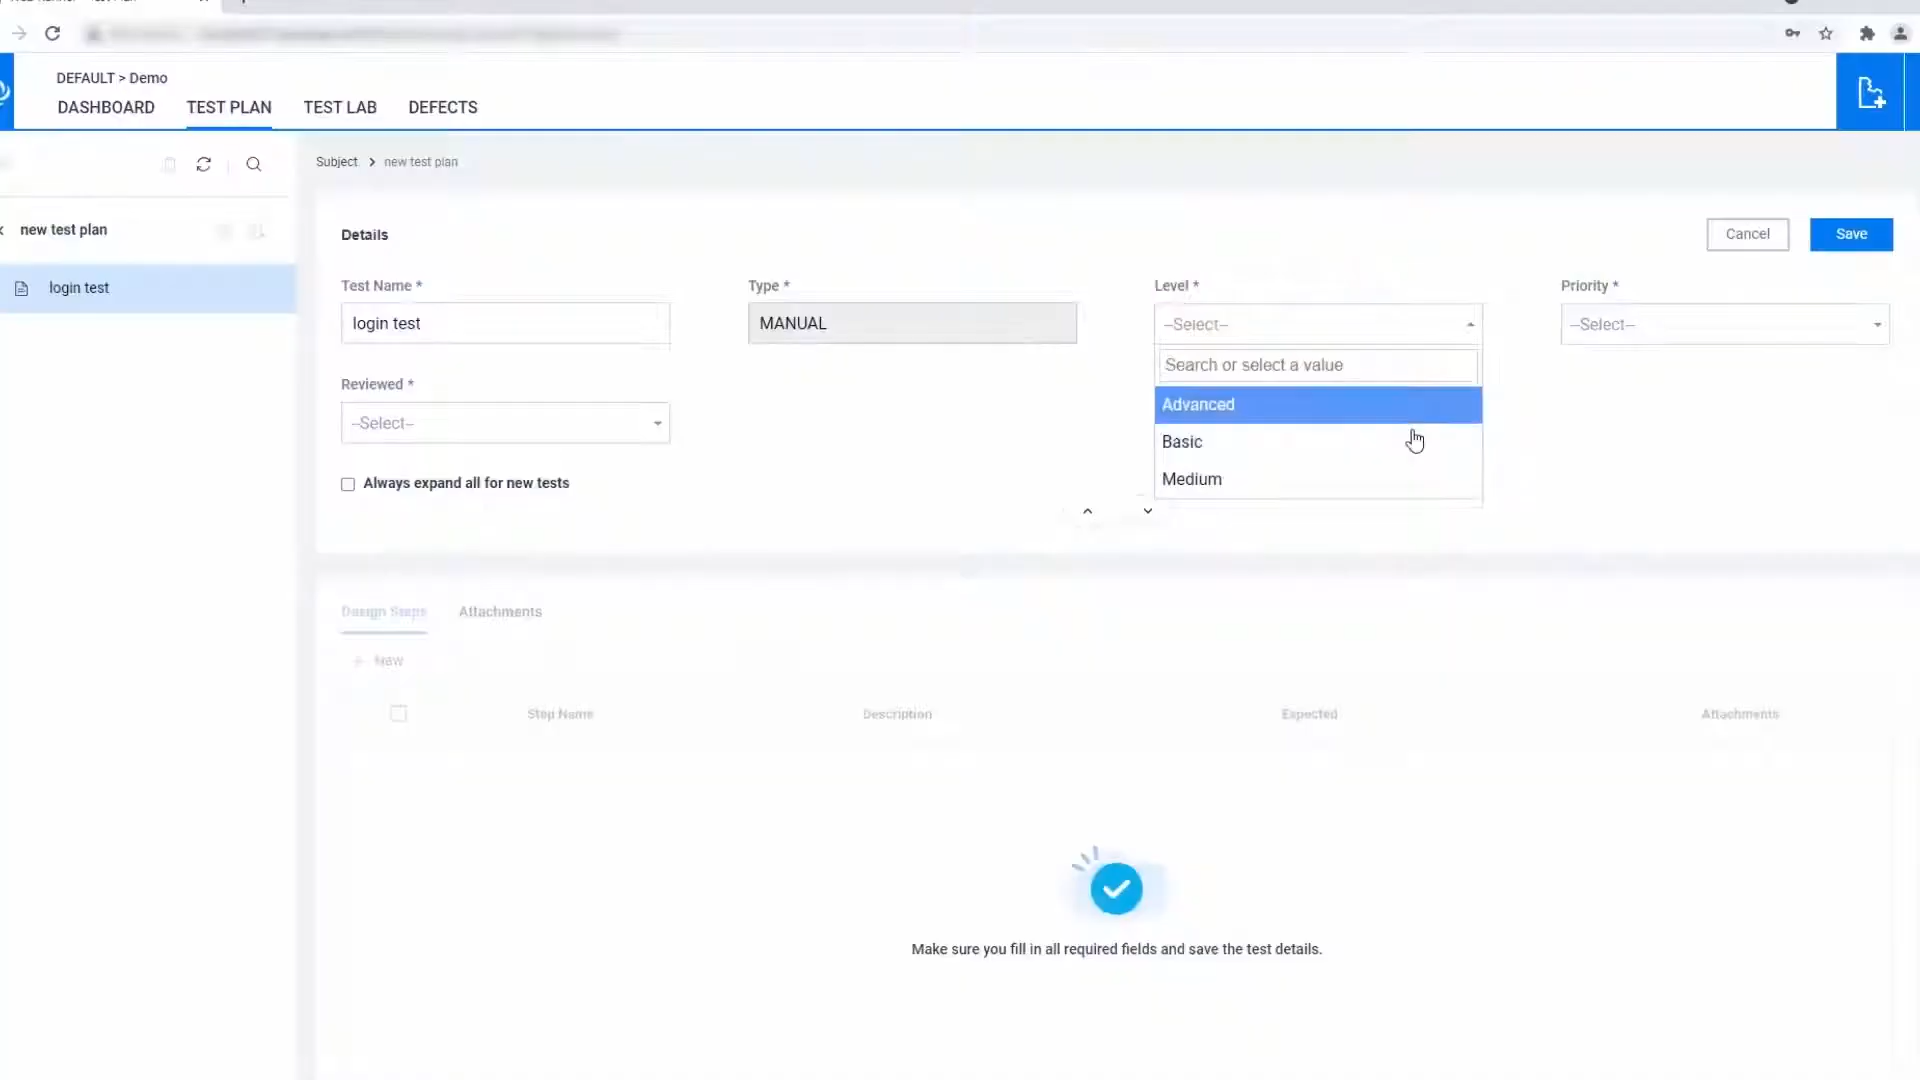 DEFAULT > Demo
DASHBOARD TEST PLAN TEST LAB DEFECTS
Subject > new test plan
new test plan
login test
Details
Cancel Save
Test Name * Type * Level * Priority *
login test MANUAL --Select-- --Select--
Search or select a value
Reviewed *
--Select--
Advanced
Basic
Medium
Always expand all for new tests
Design Steps Attachments
+ New
Step Name Description Expected Attachments
Make sure you fill in all required fields and save the test details.